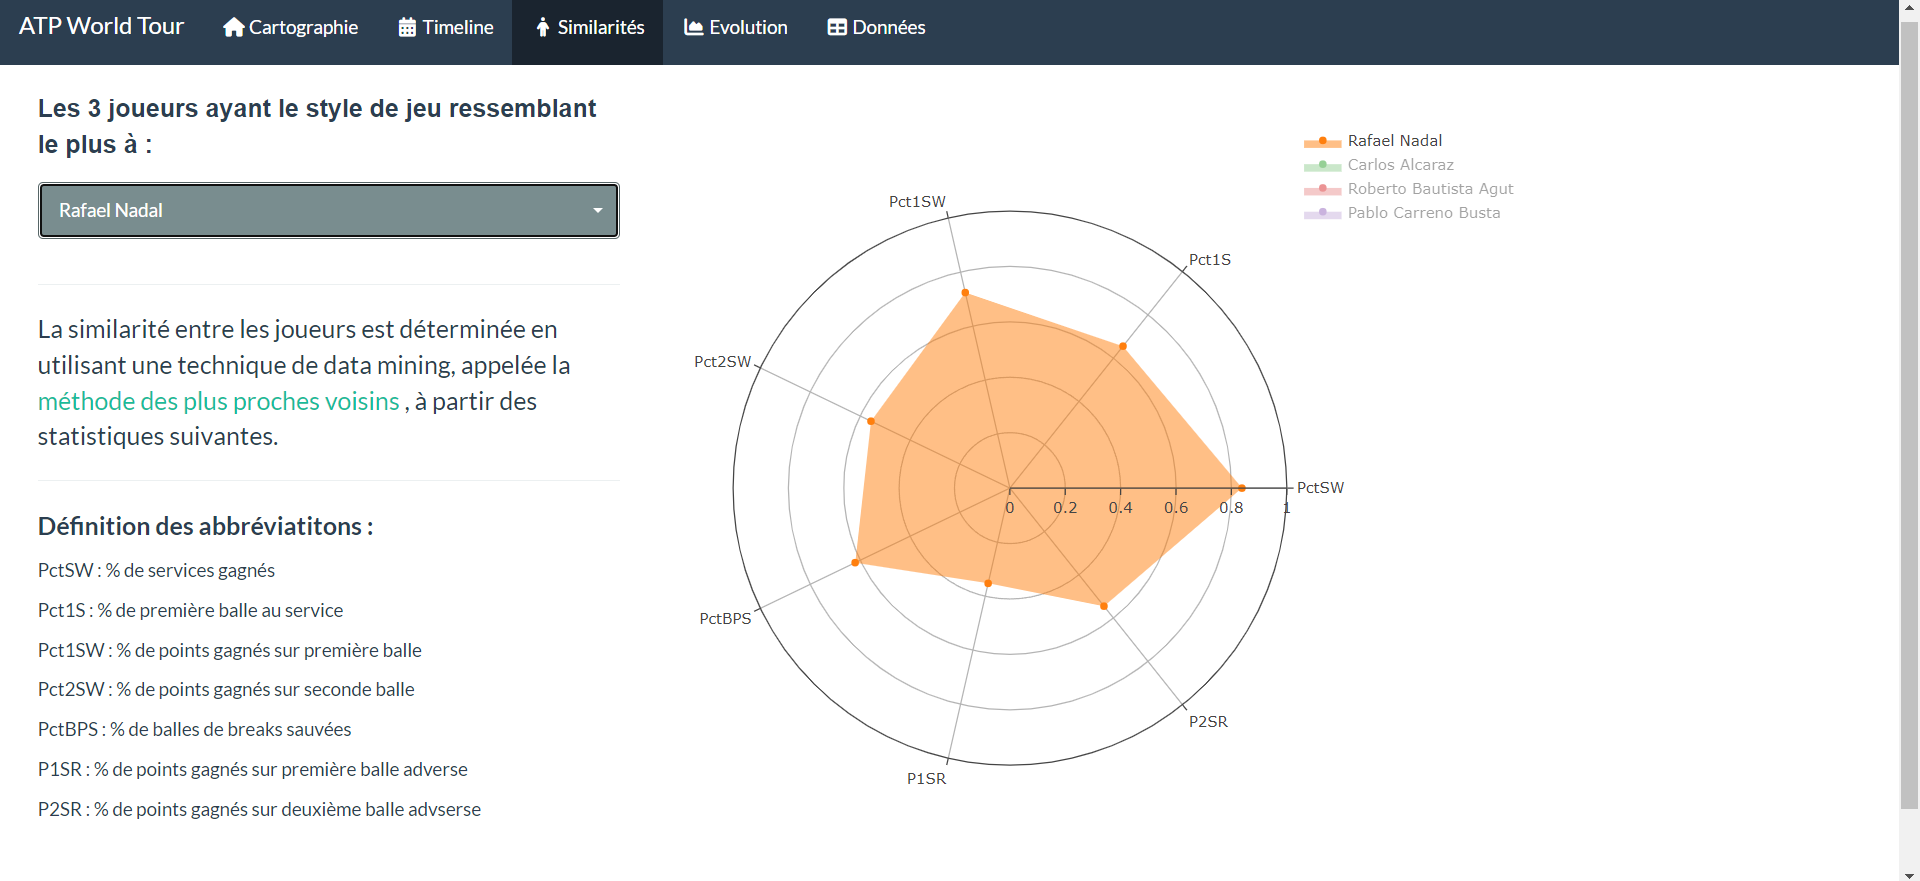 ATP World Tour Cartographie Timeline Similarités Evolution Données
Les 3 joueurs ayant le style de jeu ressemblant
le plus à :
Rafael Nadal
La similarité entre les joueurs est déterminée en
utilisant une technique de data mining, appelée la
méthode des plus proches voisins , à partir des
statistiques suivantes.
Définition des abbréviatitons :
PctSW : % de services gagnés
Pct1S : % de première balle au service
Pct1SW : % de points gagnés sur première balle
Pct2SW : % de points gagnés sur seconde balle
PctBPS : % de balles de breaks sauvées
P1SR : % de points gagnés sur première balle adverse
P2SR : % de points gagnés sur deuxième balle advserse
Rafael Nadal
Carlos Alcaraz
Roberto Bautista Agut
Pablo Carreno Busta
Pct1SW
Pct1S
Pct2SW
PctSW
0 0.2 0.4 0.6 0.8 1
PctBPS
P2SR
P1SR